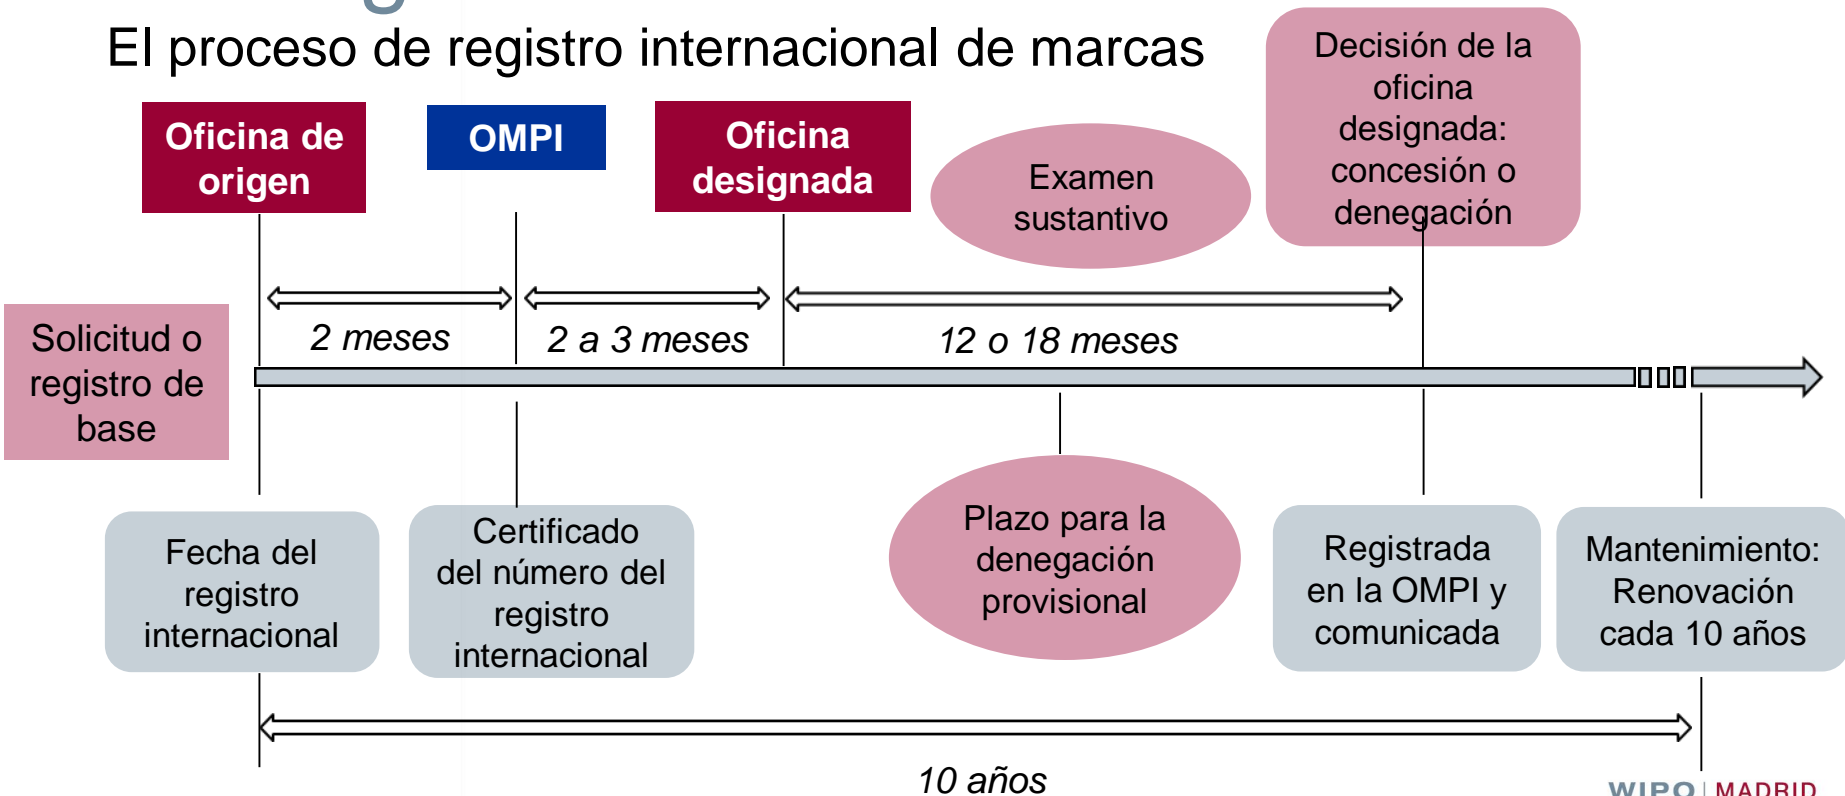 El proceso de registro internacional de marcas
Oficina de
origen
OMPI
Oficina
designada
Examen
sustantivo
Decisión de la
oficina
designada:
concesión o
denegación
2 meses
2 a 3 meses
12 o 18 meses
Solicitud o
registro de
base
Fecha del
registro
internacional
Certificado
del número del
registro
internacional
Plazo para la
denegación
provisional
Registrada
en la OMPI y
comunicada
Mantenimiento:
Renovación
cada 10 años
10 años
WIPO | MADRID